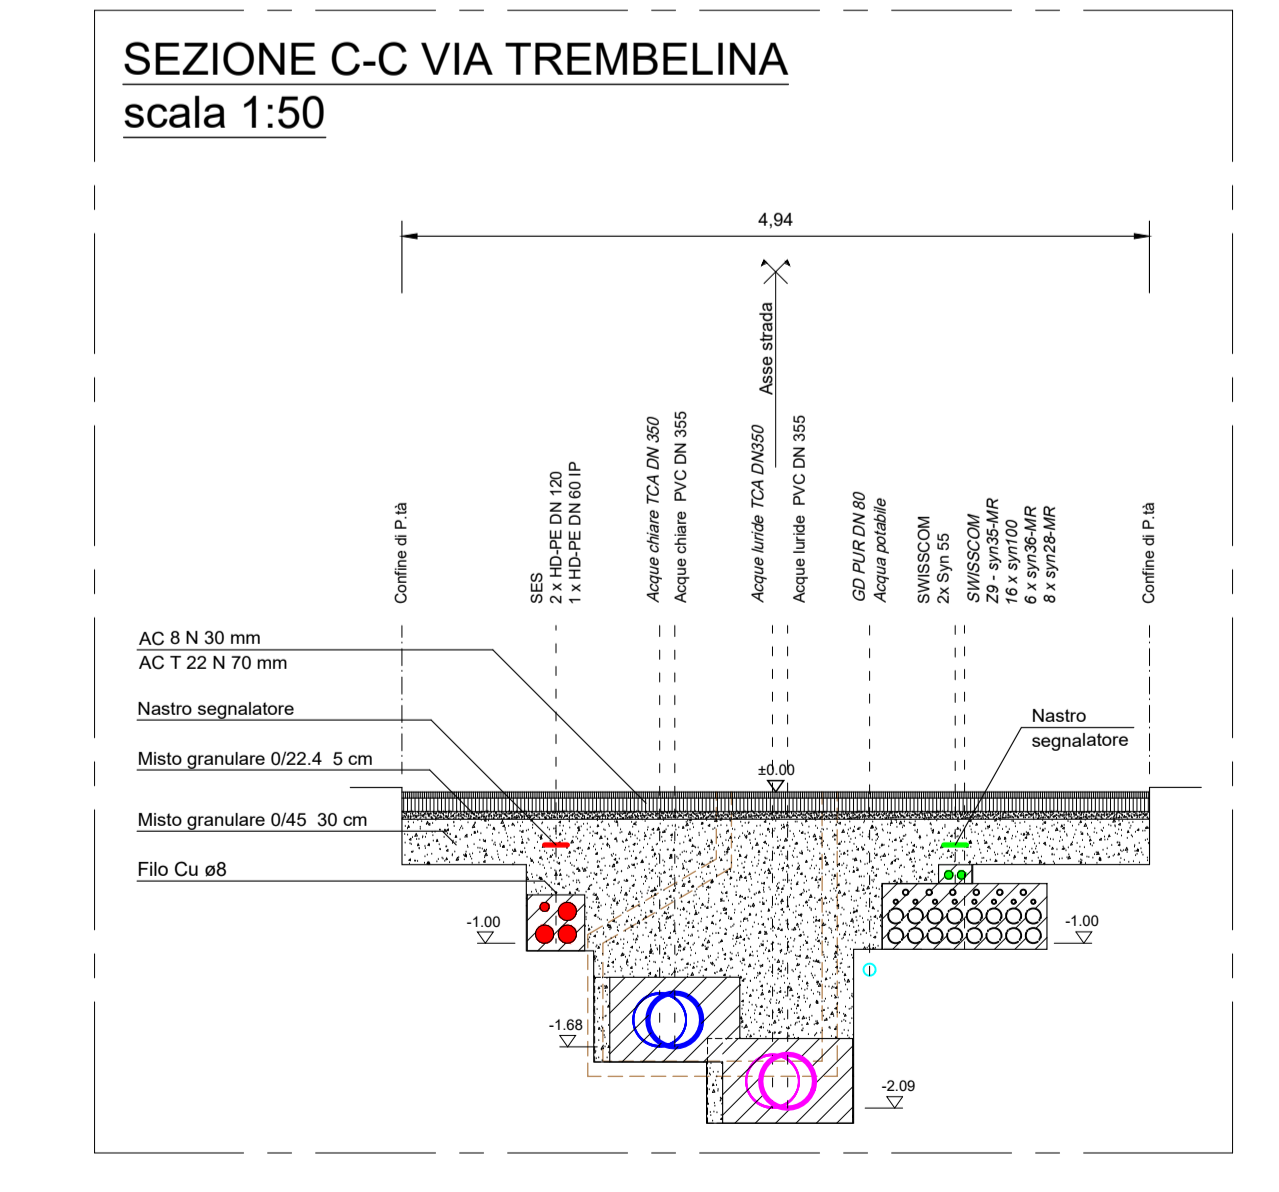 SEZIONE C-C VIA TREMBELINA
scala 1:50
4,94
Asse strada
Confine di P.tà
SES
2 x HD-PE DN 120
1 x HD-PE DN 60 IP
Acque chiare TCA DN 350
Acque chiare PVC DN 355
Acque luride TCA DN350
Acque luride PVC DN 355
GD PUR DN 80
Acqua potabile
SWISSCOM
2x Syn 55
SWISSCOM
Z9 - syn35-MR
16 x syn100
6 x syn36-MR
8 x syn28-MR
Confine di P.tà
AC 8 N 30 mm
AC T 22 N 70 mm
Nastro segnalatore
Misto granulare 0/22.4 5 cm
Misto granulare 0/45 30 cm
Filo Cu ø8
Nastro
segnalatore
±0.00
-1.00
-1.00
-1.68
-2.09